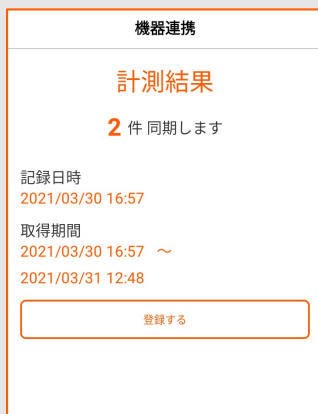 機器連携
計測結果
2 件 同期します
記録日時
2021/03/30 16:57
取得期間
2021/03/30 16:57 ～
2021/03/31 12:48
登録する